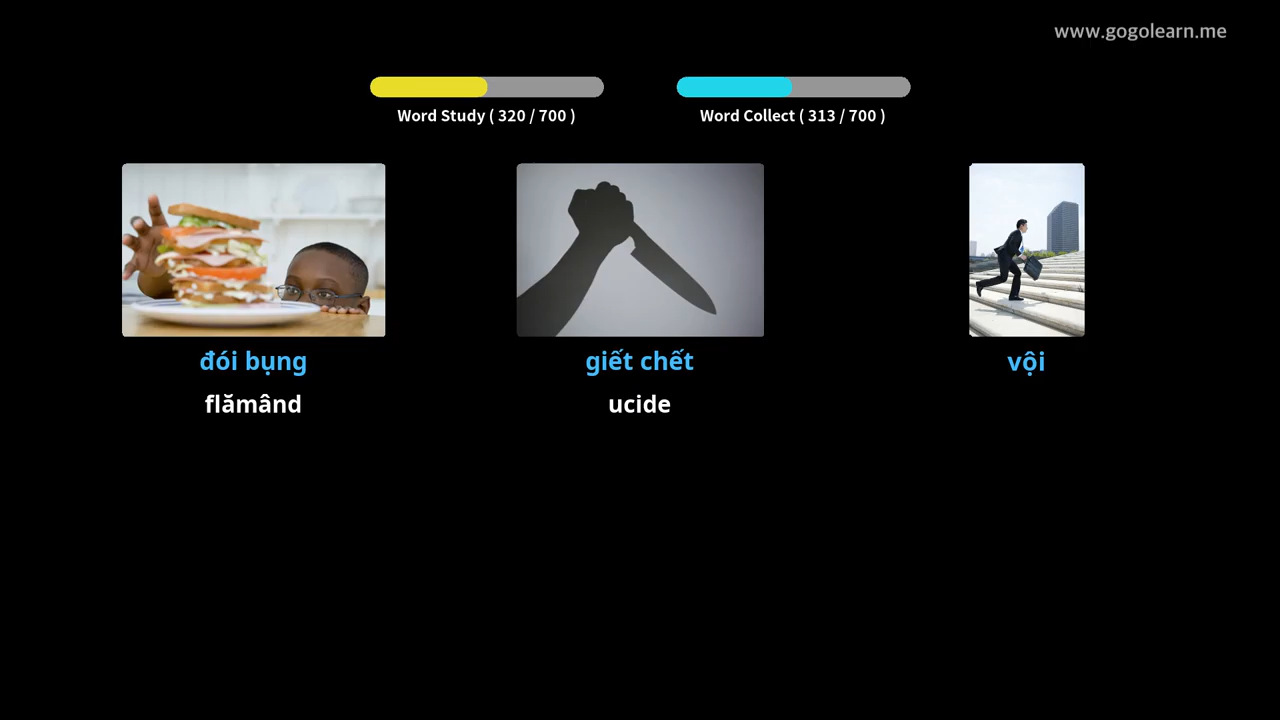 www.gogolearn.me
Word Study ( 320 / 700 )
Word Collect ( 313 / 700 )
đói bụng
giết chết
vội
flămând
ucide